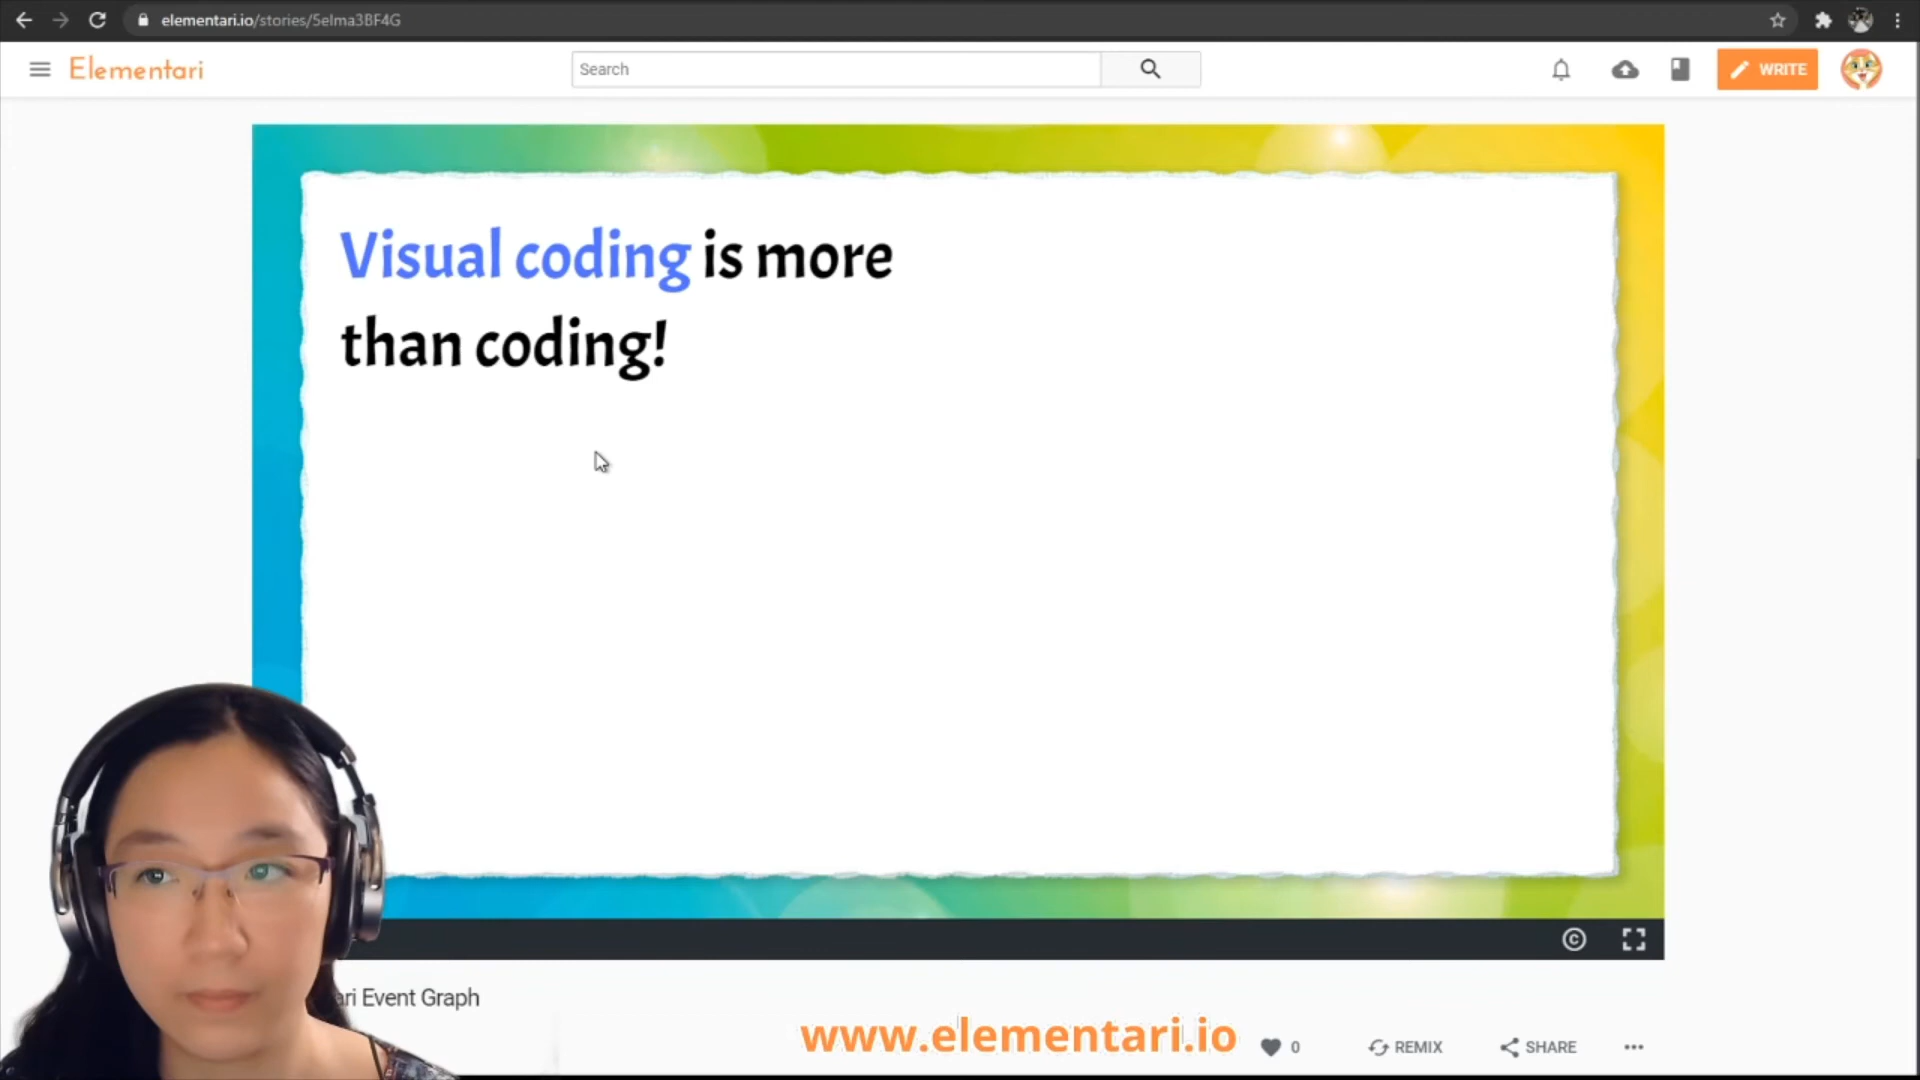 elementari.io/stories/5elma3BF4G
Elementari
Search
WRITE
Visual coding is more
than coding!
ari Event Graph
www.elementari.io
0
REMIX
SHARE